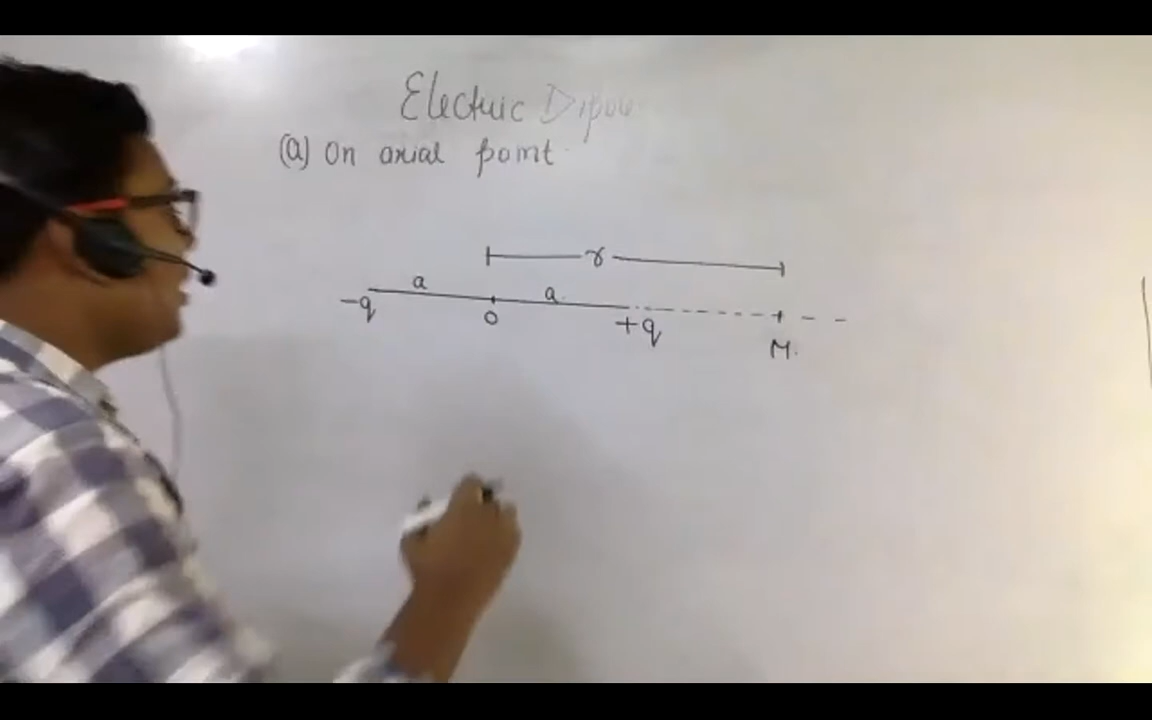 Electric Dipole
(a) On axial point
r
a a
-q O +q M